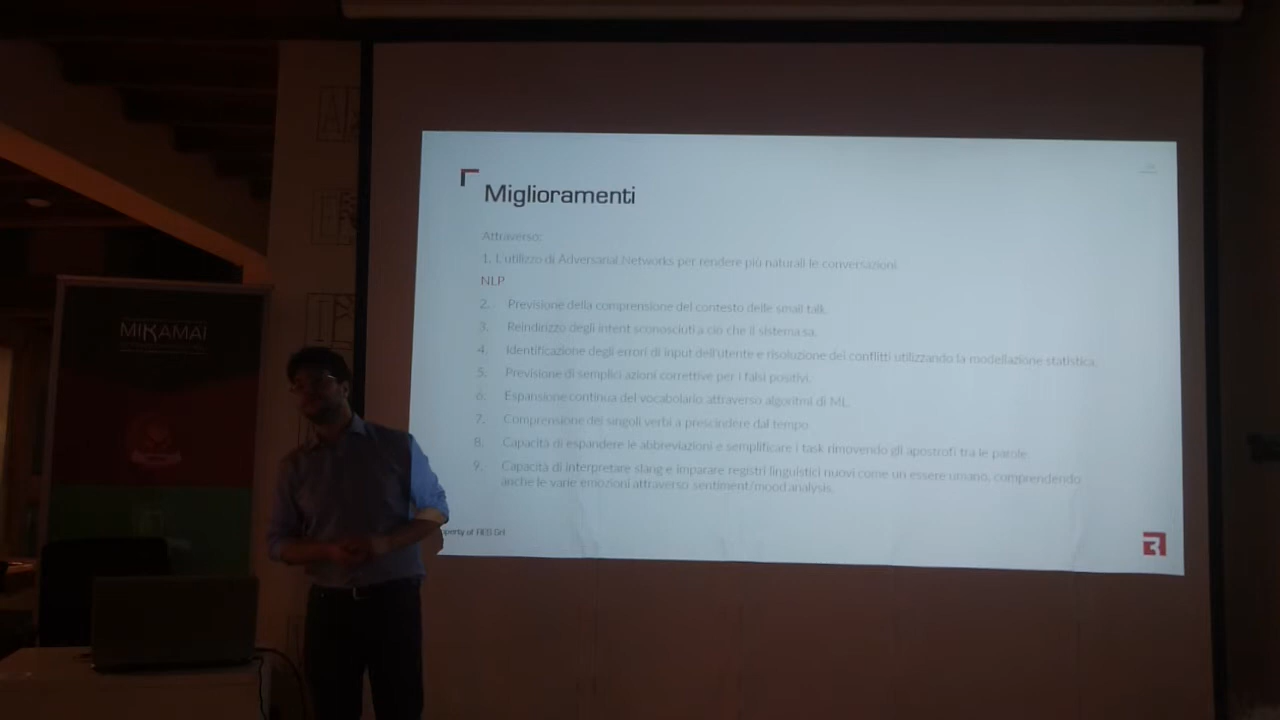 MIKAMAI
Miglioramenti
Attraverso:
1. L'utilizzo di Adversarial Networks per rendere più naturali le conversazioni.
NLP
2. Previsione della comprensione del contesto delle small talk.
3. Reindirizzo degli intent sconosciuti a ciò che il sistema sa.
4. Identificazione degli errori di input dell'utente e risoluzione dei conflitti utilizzando la modellazione statistica.
5. Previsione di semplici azioni correttive per i falsi positivi.
6. Espansione continua del vocabolario attraverso algoritmi di ML.
7. Comprensione dei singoli verbi a prescindere dal tempo.
8. Capacità di espandere le abbreviazioni e semplificare i task rimovendo gli apostrofi tra le parole.
9. Capacità di interpretare slang e imparare registri linguistici nuovi come un essere umano, comprendendo
anche le varie emozioni attraverso sentiment/mood analysis.
perty of